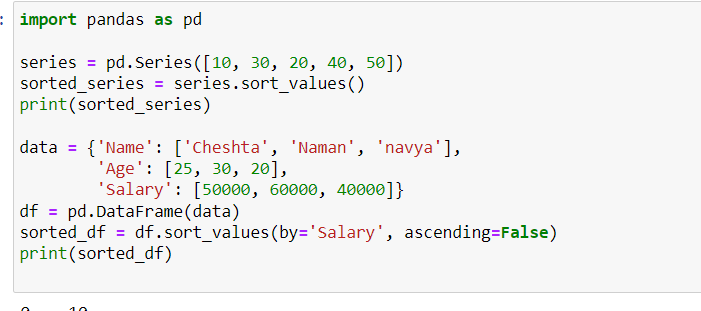 :
import pandas as pd
series = pd.Series([10, 30, 20, 40, 50])
sorted_series = series.sort_values()
print(sorted_series)
data = {'Name': ['Cheshta', 'Naman', 'navya'],
'Age': [25, 30, 20],
'Salary': [50000, 60000, 40000]}
df = pd.DataFrame(data)
sorted_df = df.sort_values(by='Salary', ascending=False)
print(sorted_df)